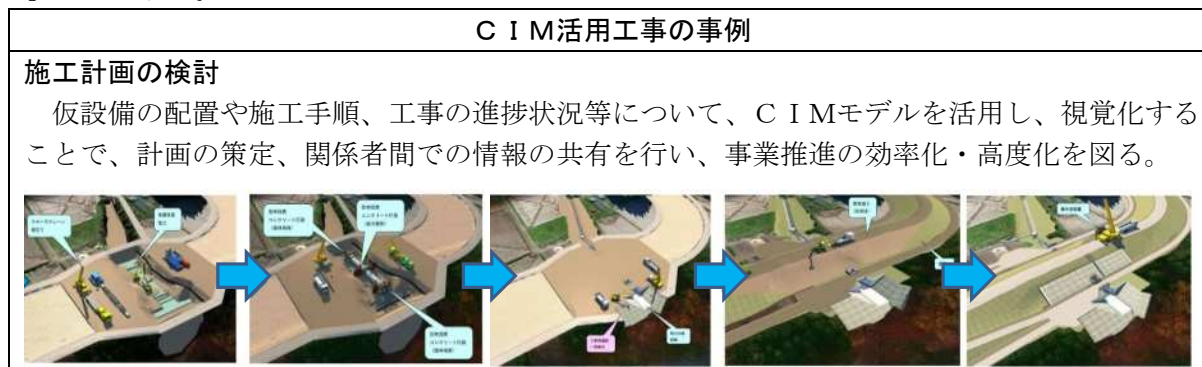 ＣＩＭ活用工事の事例
施工計画の検討
仮設備の配置や施工手順、工事の進捗状況等について、ＣＩＭモデルを活用し、視覚化する
ことで、計画の策定、関係者間での情報の共有を行い、事業推進の効率化・高度化を図る。